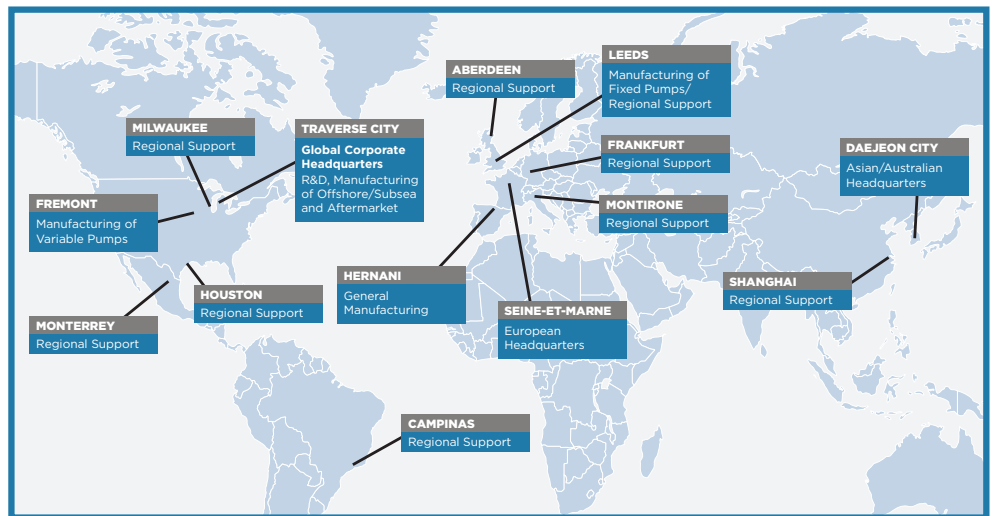 LEEDS
Manufacturing of
Fixed Pumps/
Regional Support
ABERDEEN
Regional Support
MILWAUKEE
Regional Support
TRAVERSE CITY
Global Corporate
Headquarters
R&D, Manufacturing
of Offshore/Subsea
and Aftermarket
FRANKFURT
Regional Support
DAEJEON CITY
Asian/Australian
Headquarters
FREMONT
Manufacturing of
Variable Pumps
MONTIRONE
Regional Support
HERNANI
General
Manufacturing
SHANGHAI
Regional Support
HOUSTON
Regional Support
SEINE-ET-MARNE
European
Headquarters
MONTERREY
Regional Support
CAMPINAS
Regional Support